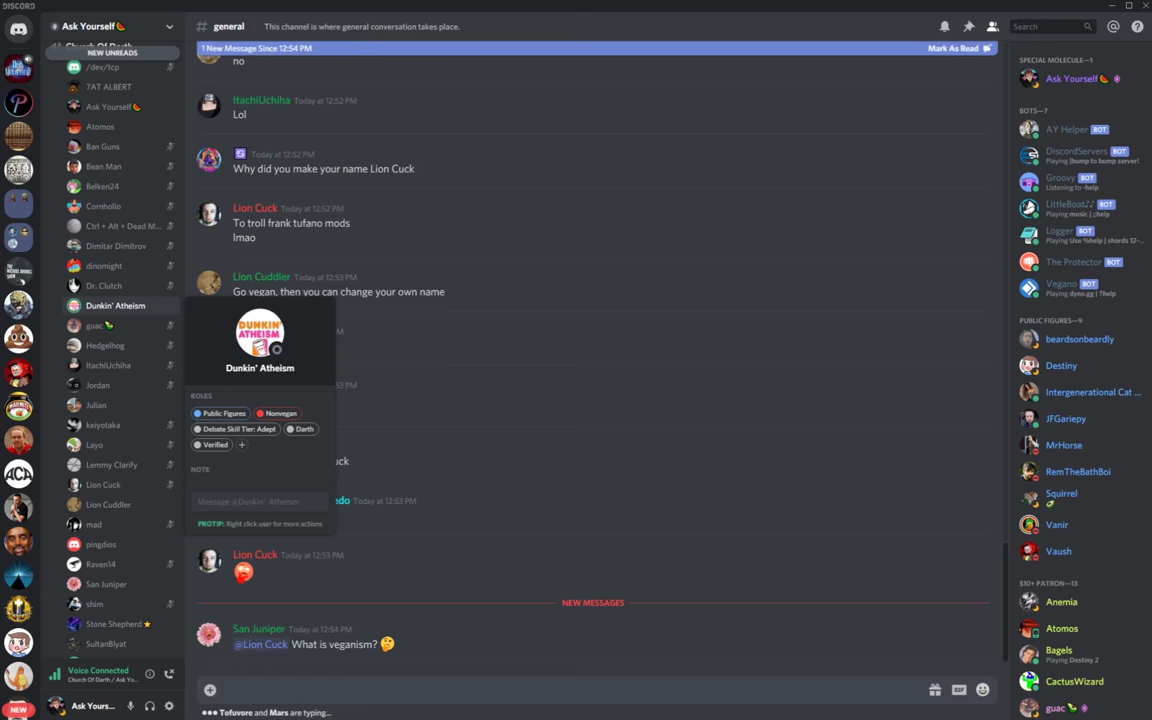 DISCORD
Ask Yourself🍉
Church Of Darth
NEW UNREADS
/dev/tcp
7AT ALBERT
Ask Yourself 🍉
Atomos
Ban Guns
Bean Man
Belken24
Cornholio
Ctrl + Alt + Dead M...
Dimitar Dimitrov
dinomight
Dr. Clutch
Dunkin' Atheism
guac
Hedgelhog
ItachiUchiha
Jordan
Julian
keiyotaka
Layo
Lemmy Clarify
Lion Cuck
Lion Cuddler
mad
pingdios
Raven14
San Juniper
shim
Stone Shepherd ⭐
SultanBlyat
Voice Connected
Church Of Darth / Ask Yo...
Ask Yours...
NEW
# general
This channel is where general conversation takes place.
Search
1 New Message Since 12:54 PM
Mark As Read
no
ItachiUchiha Today at 12:52 PM
Lol
Today at 12:52 PM
Why did you make your name Lion Cuck
Lion Cuck Today at 12:52 PM
To troll frank tufano mods
lmao
Lion Cuddler Today at 12:53 PM
Go vegan, then you can change your own name
DUNKIN'
ATHEISM
Dunkin' Atheism
ROLES
Public Figures
Nonvegan
Debate Skill Tier: Adept
Darth
Verified +
NOTE
Message @Dunkin' Atheism
PROTIP: Right click user for more actions
PM
53 PM
uck
edo Today at 12:53 PM
Lion Cuck Today at 12:53 PM
NEW MESSAGES
San Juniper Today at 12:54 PM
@Lion Cuck What is veganism? 🤔
GIF
Tofuvore and Mars are typing...
SPECIAL MOLECULE—1
Ask Yourself 🍉
BOTS—7
AY Helper BOT
DiscordServers BOT
Playing !bump to bump server!
Groovy BOT
Listening to -help
LittleBoat♫ BOT
Playing music | ;;help
Logger BOT
Playing Use %help | shards 12-...
The Protector BOT
Vegano BOT
Playing dyno.gg | ?help
PUBLIC FIGURES—9
beardsonbeardly
Destiny
Intergenerational Cat ...
JFGariepy
MrHorse
RemTheBathBoi
Squirrel
🥑
Vanir
Vaush
$10+ PATRON—13
Anemia
Atomos
Bagels
Playing Destiny 2
CactusWizard
guac
ACA